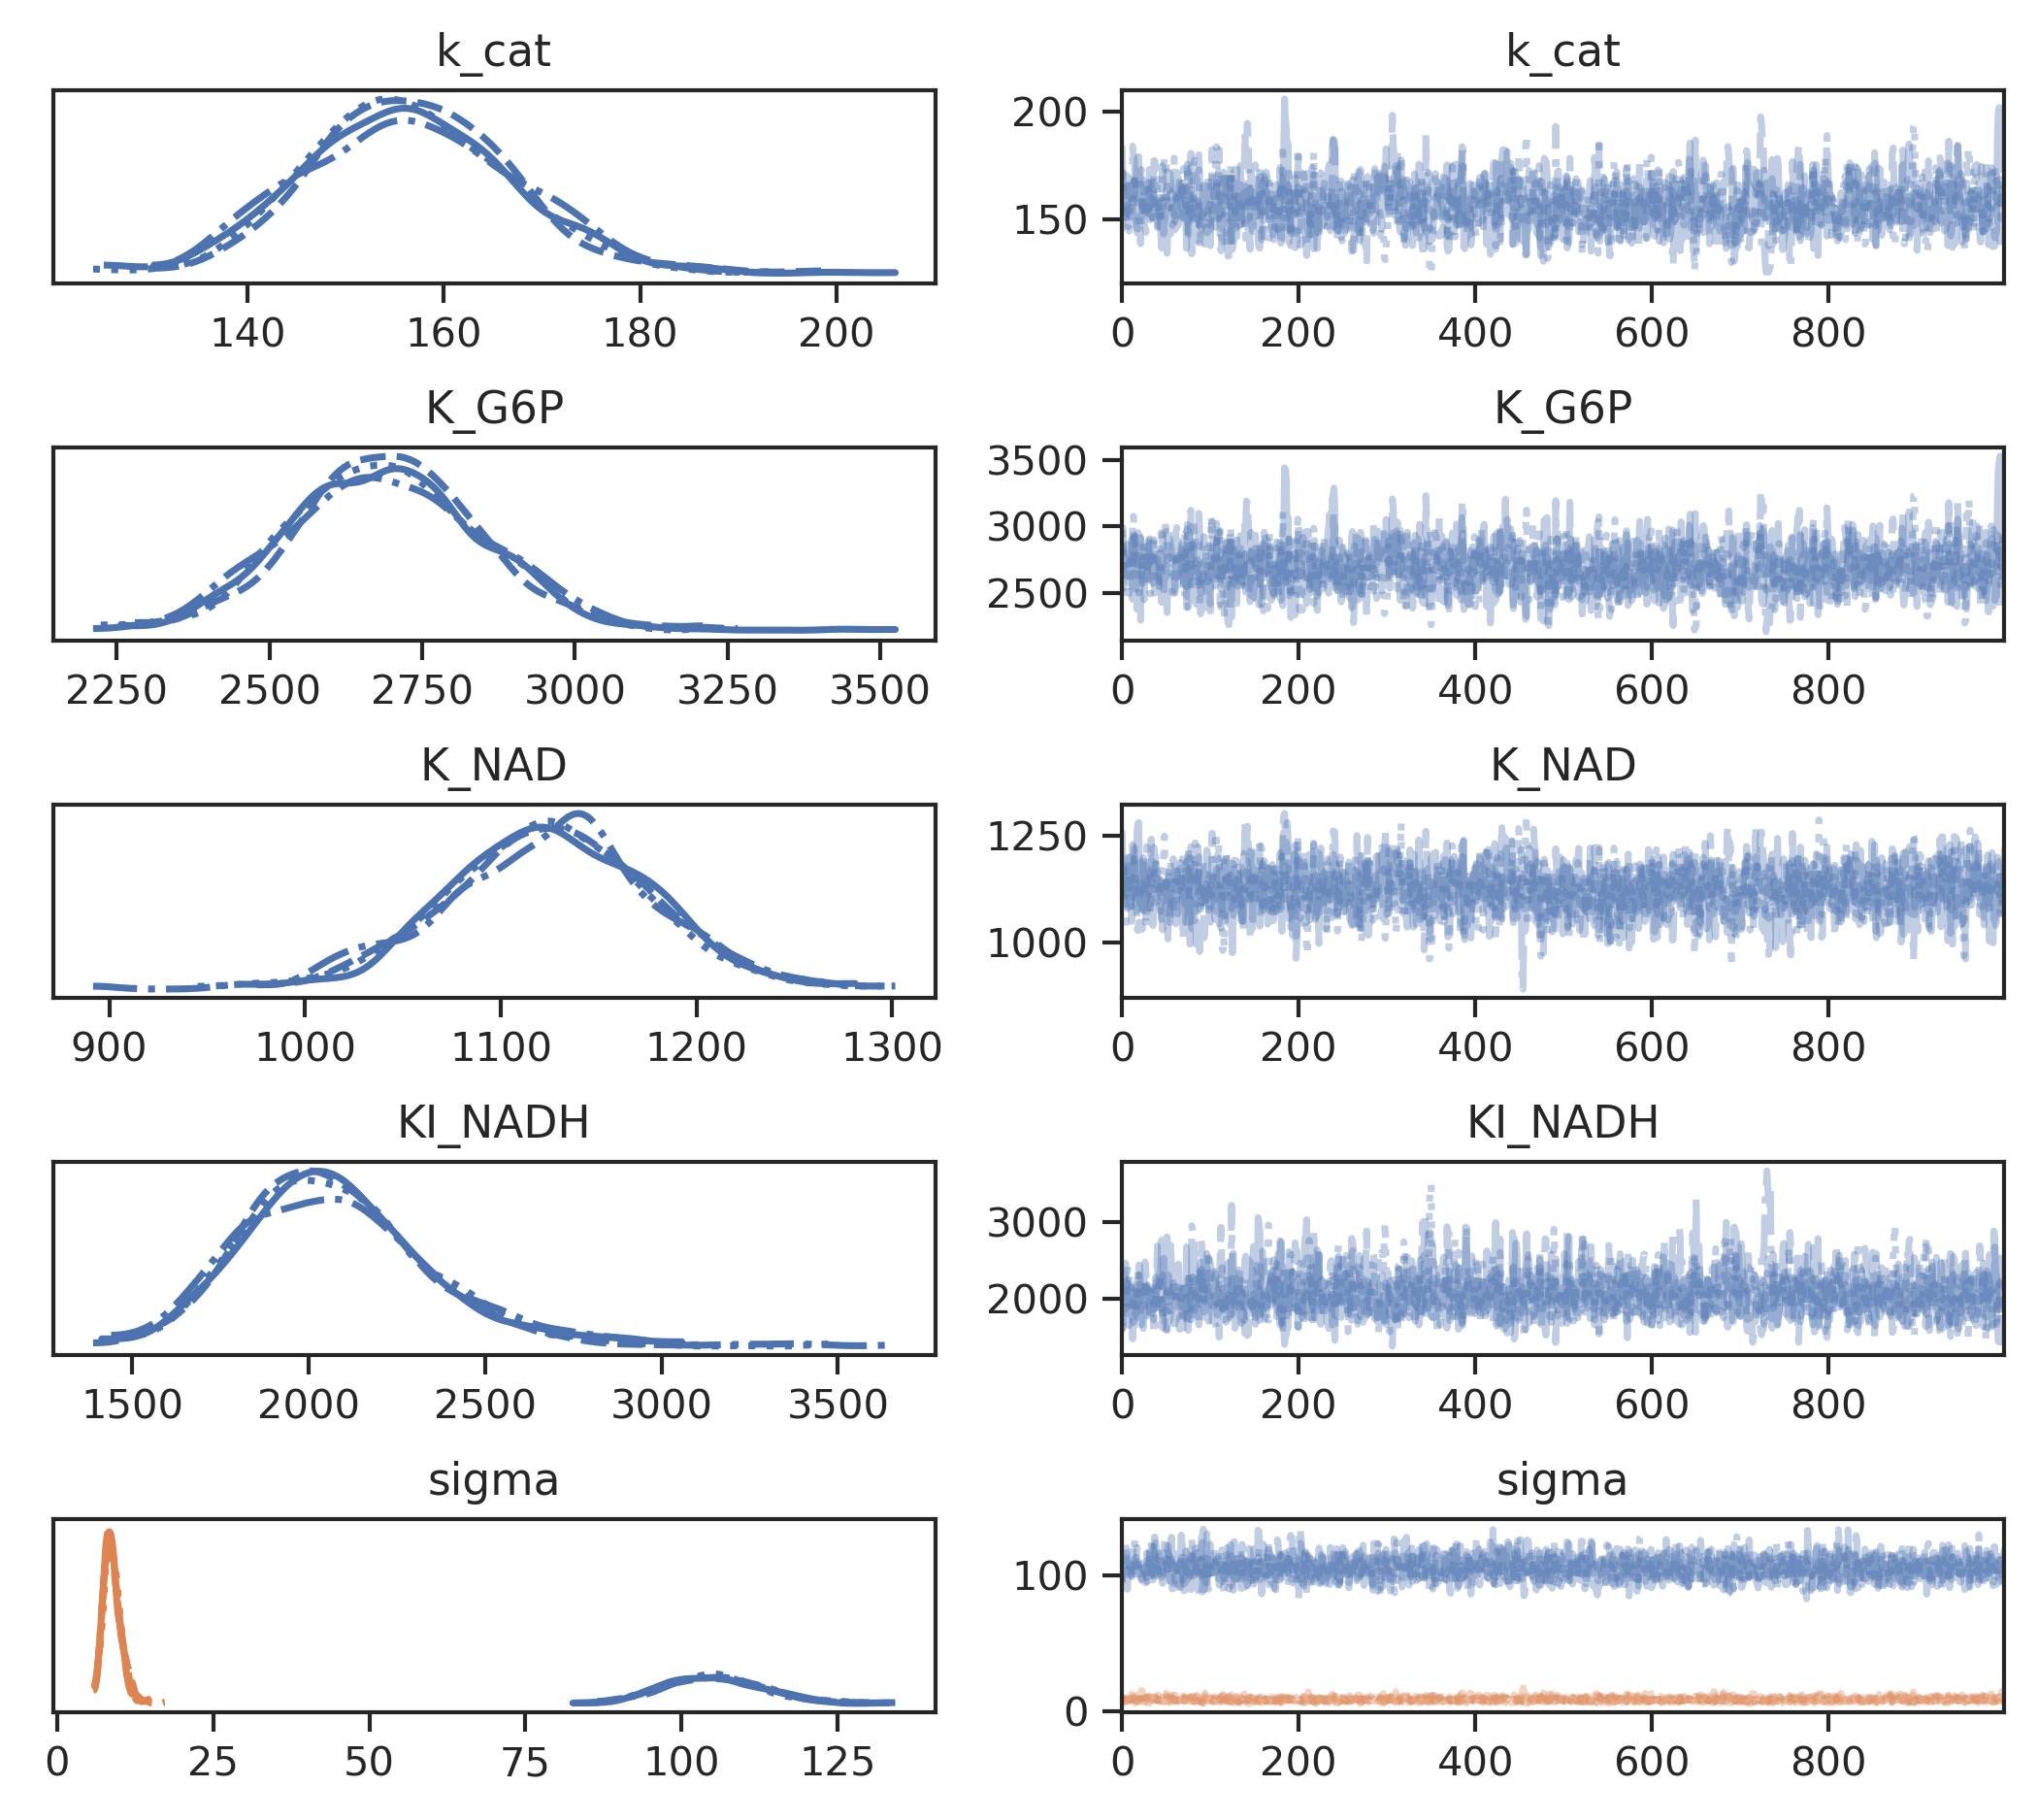 k_cat k_cat
200
150
140 160 180 200 0 200 400 600 800
K_G6P K_G6P
3500
3000
2500
2250 2500 2750 3000 3250 3500 0 200 400 600 800
K_NAD K_NAD
1250
1000
900 1000 1100 1200 1300 0 200 400 600 800
KI_NADH KI_NADH
3000
2000
1500 2000 2500 3000 3500 0 200 400 600 800
sigma sigma
100
0
0 25 50 75 100 125 0 200 400 600 800